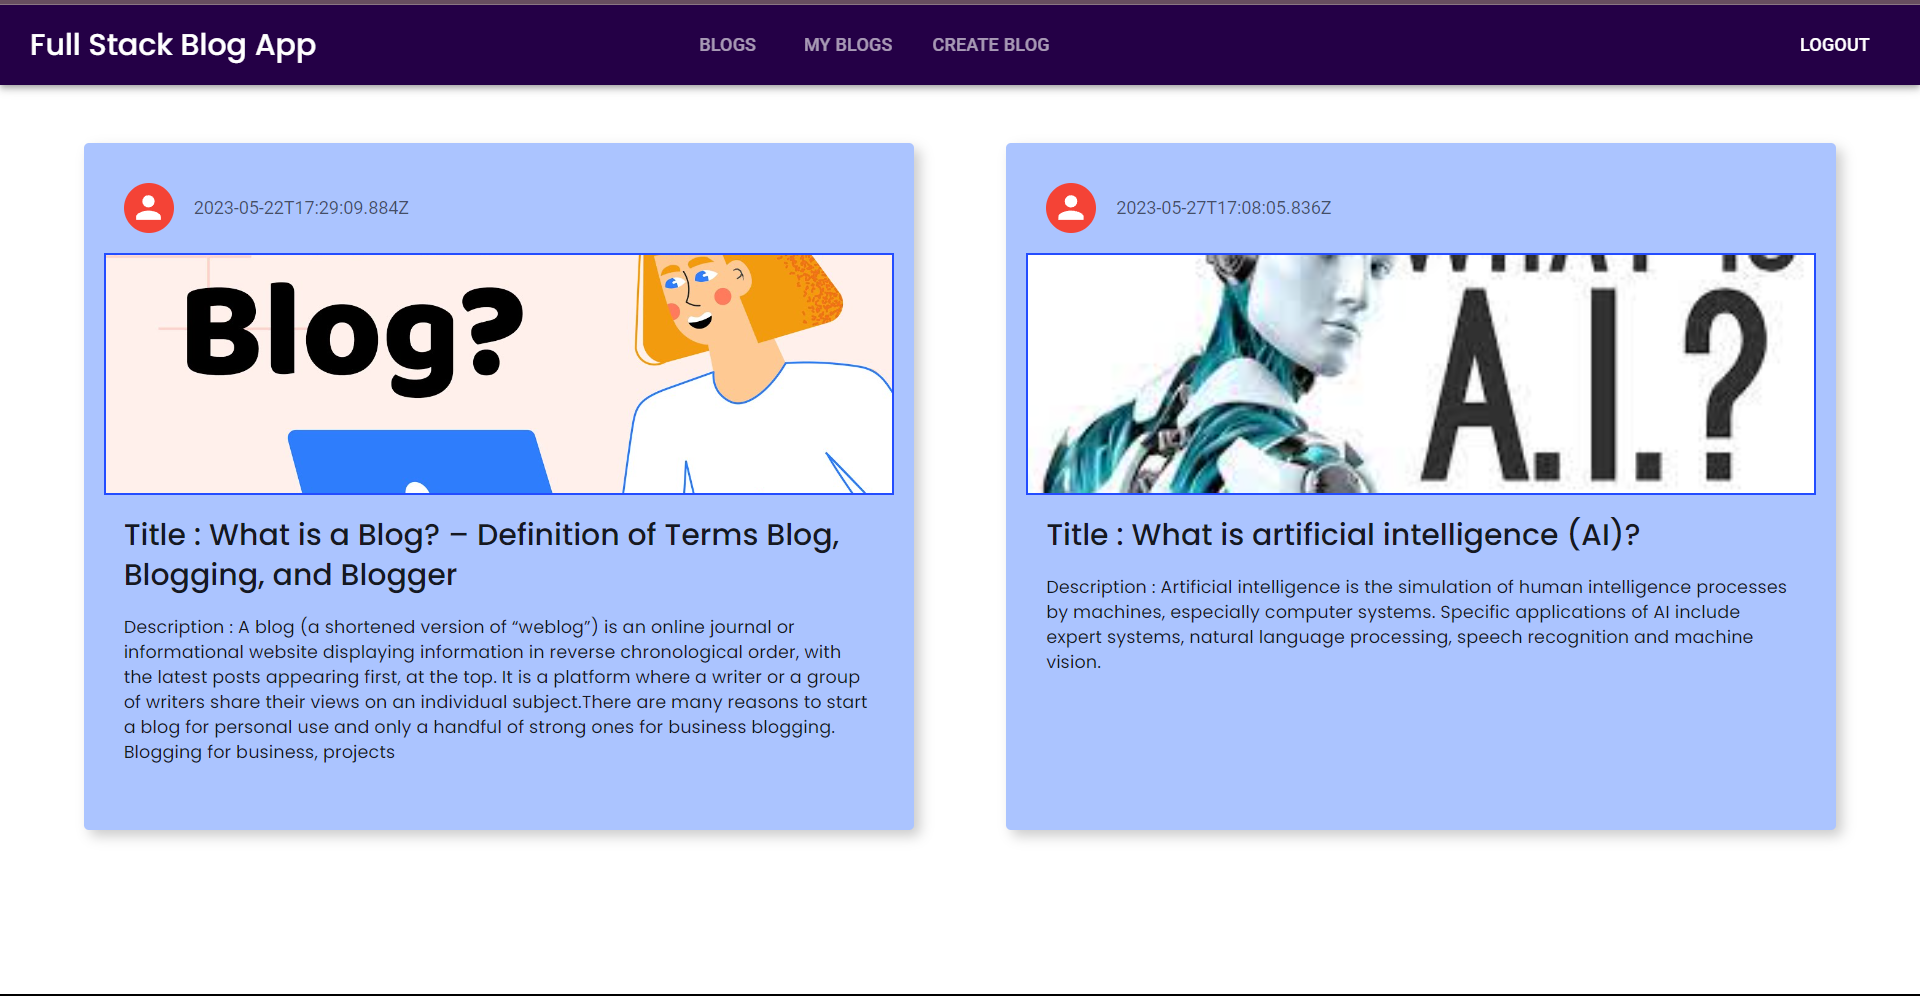 Full Stack Blog App
BLOGS MY BLOGS CREATE BLOG
LOGOUT
2023-05-22T17:29:09.884Z
Blog?
Title : What is a Blog? – Definition of Terms Blog,
Blogging, and Blogger
Description : A blog (a shortened version of “weblog”) is an online journal or
informational website displaying information in reverse chronological order, with
the latest posts appearing first, at the top. It is a platform where a writer or a group
of writers share their views on an individual subject.There are many reasons to start
a blog for personal use and only a handful of strong ones for business blogging.
Blogging for business, projects
2023-05-27T17:08:05.836Z
WHAT IS
A.I.?
Title : What is artificial intelligence (AI)?
Description : Artificial intelligence is the simulation of human intelligence processes
by machines, especially computer systems. Specific applications of AI include
expert systems, natural language processing, speech recognition and machine
vision.